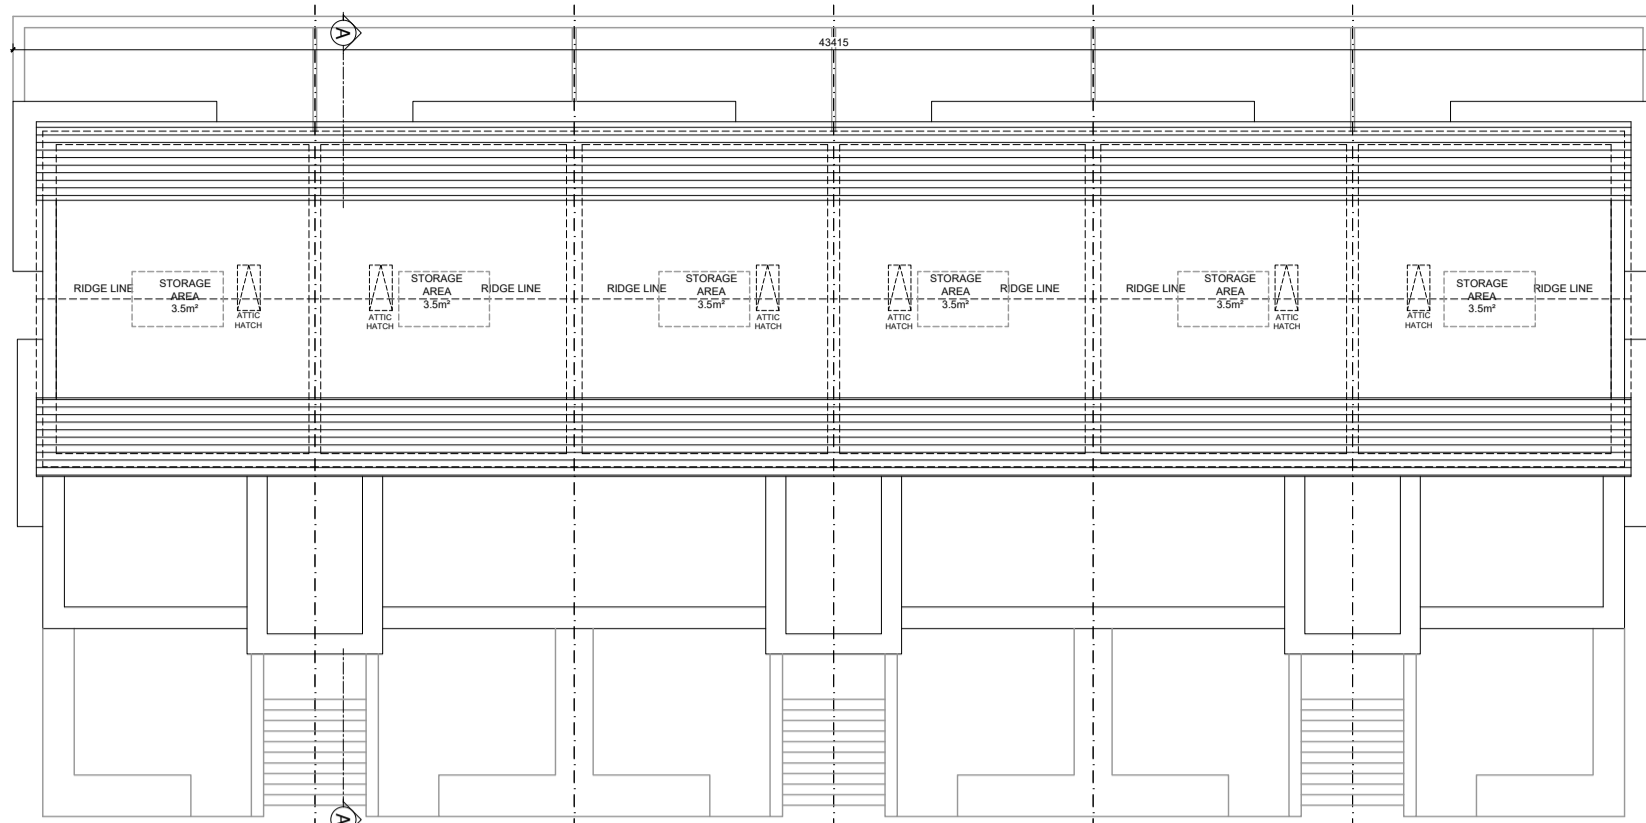 A
43415
RIDGE LINE
STORAGE
AREA
3.5m²
ATTIC
HATCH
ATTIC
HATCH
STORAGE
AREA
3.5m²
RIDGE LINE
RIDGE LINE
STORAGE
AREA
3.5m²
ATTIC
HATCH
ATTIC
HATCH
STORAGE
AREA
3.5m²
RIDGE LINE
RIDGE LINE
STORAGE
AREA
3.5m²
ATTIC
HATCH
ATTIC
HATCH
STORAGE
AREA
3.5m²
RIDGE LINE
A